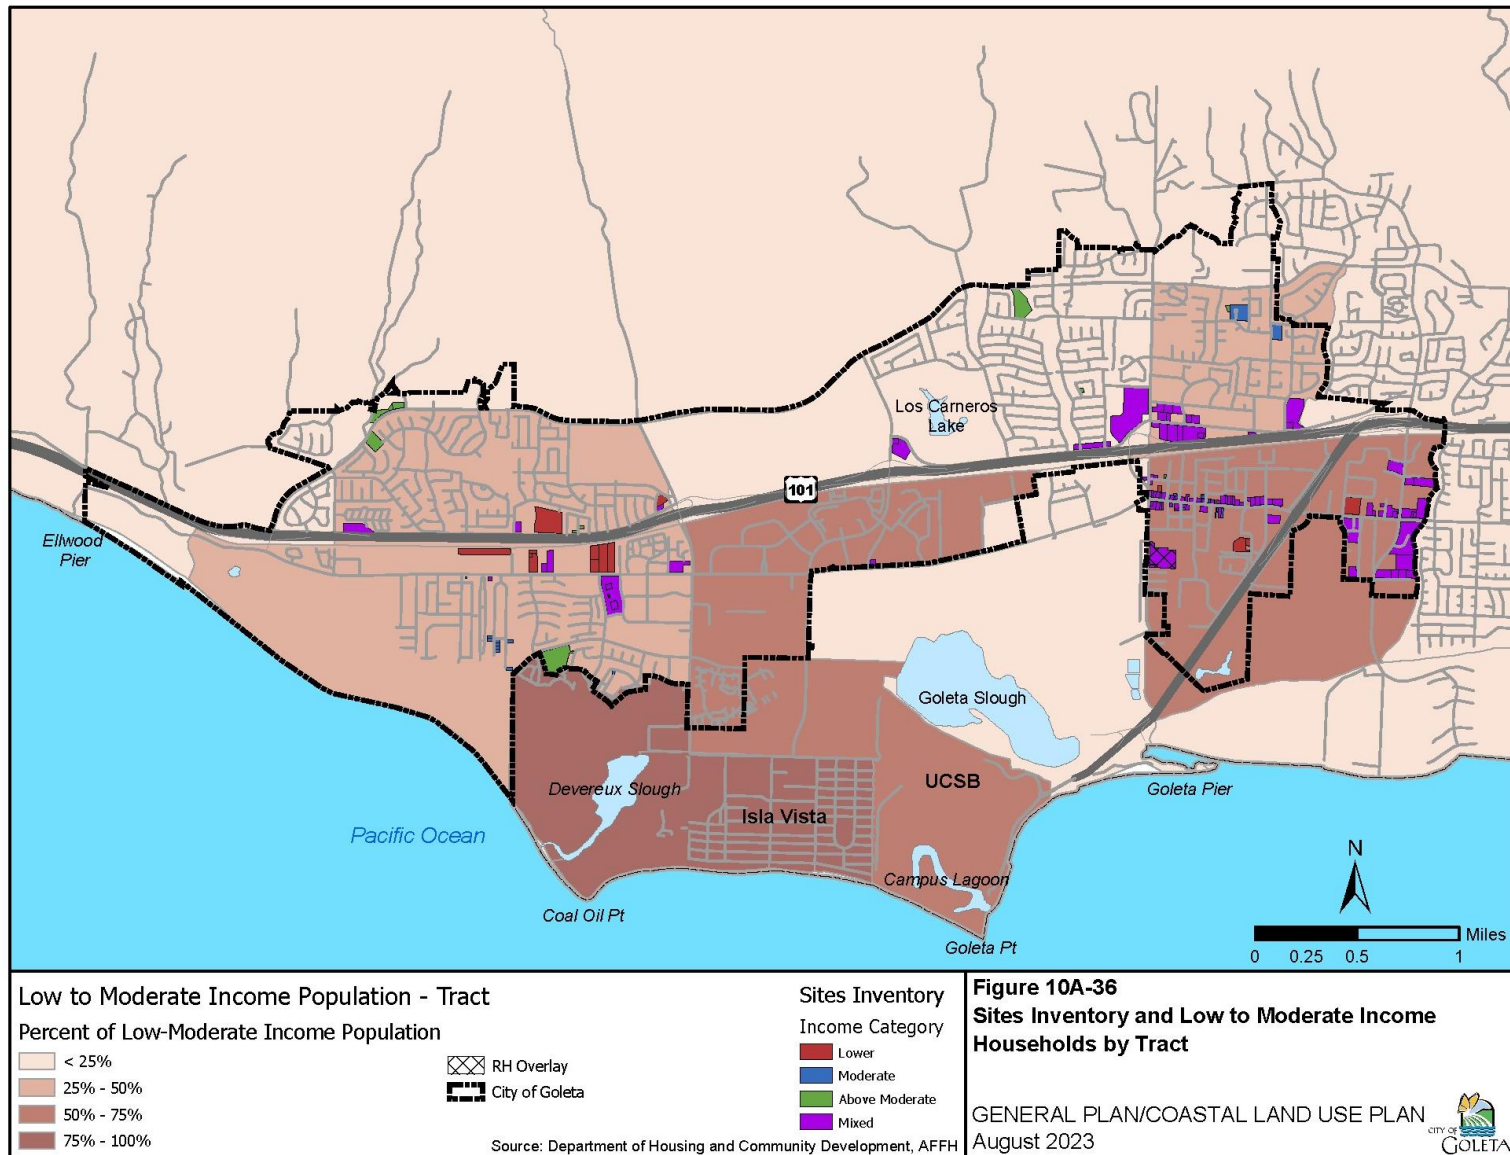 Los Carneros
Lake
101
Ellwood
Pier
Goleta Slough
Devereux Slough
UCSB
Goleta Pier
Isla Vista
Pacific Ocean
Campus Lagoon
Coal Oil Pt
Goleta Pt
N
Miles
0 0.25 0.5 1
Low to Moderate Income Population - Tract
Percent of Low-Moderate Income Population
< 25%
25% - 50%
50% - 75%
75% - 100%
RH Overlay
City of Goleta
Sites Inventory
Income Category
Lower
Moderate
Above Moderate
Mixed
Source: Department of Housing and Community Development, AFFH
Figure 10A-36
Sites Inventory and Low to Moderate Income
Households by Tract
GENERAL PLAN/COASTAL LAND USE PLAN
August 2023
CITY OF
GOLETA